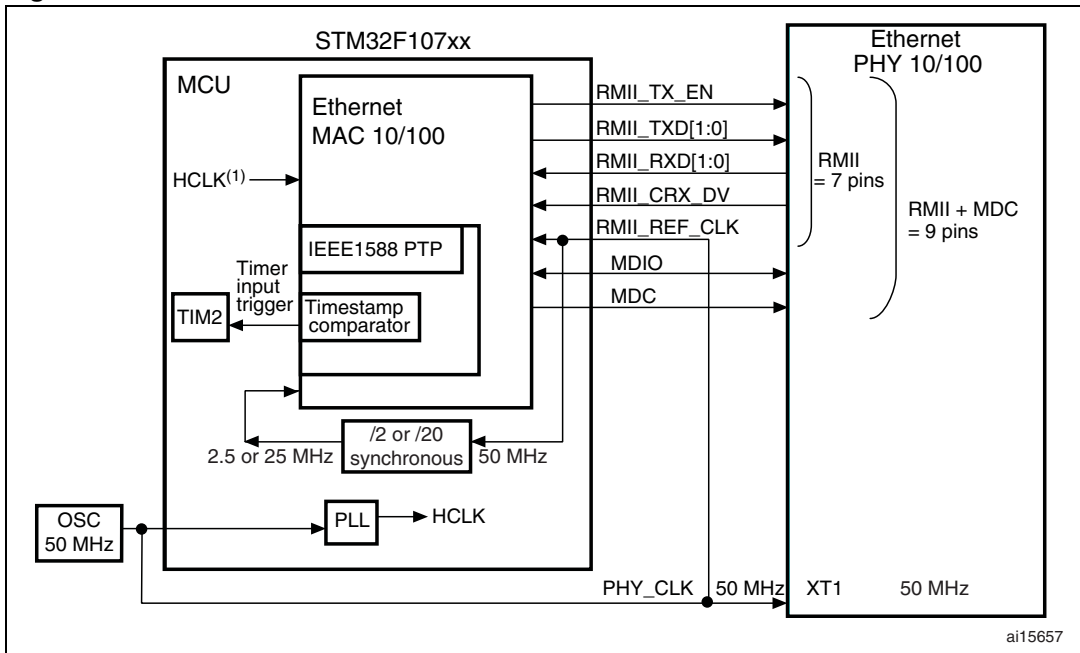 STM32F107xx
MCU
Ethernet
MAC 10/100
HCLK(1)
IEEE1588 PTP
Timer
input
trigger
TIM2
Timestamp
comparator
/2 or /20
synchronous
2.5 or 25 MHz
50 MHz
OSC
50 MHz
PLL
HCLK
RMII_TX_EN
RMII_TXD[1:0]
RMII_RXD[1:0]
RMII_CRX_DV
RMII_REF_CLK
MDIO
MDC
Ethernet
PHY 10/100
RMII
= 7 pins
RMII + MDC
= 9 pins
PHY_CLK
50 MHz
XT1
50 MHz
ai15657